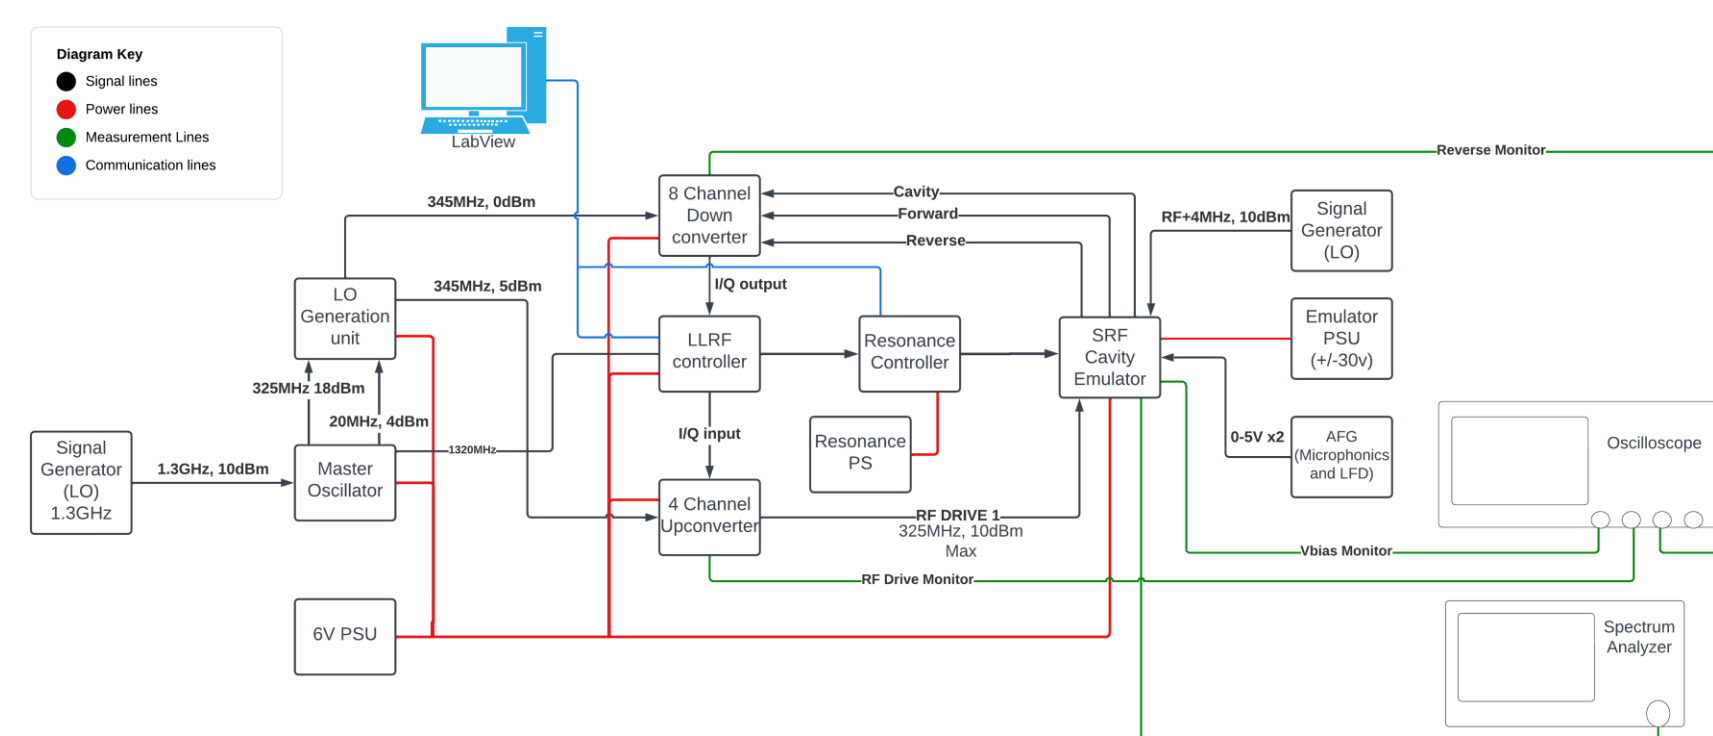 Diagram Key
Signal lines
Power lines
Measurement Lines
Communication lines
LabView
Reverse Monitor
8 Channel
Down
converter
Cavity
Forward
Reverse
345MHz, 0dBm
RF+4MHz, 10dBm
Signal
Generator
(LO)
I/Q output
345MHz, 5dBm
LO
Generation
unit
LLRF
controller
Resonance
Controller
SRF
Cavity
Emulator
Emulator
PSU
(+/-30v)
325MHz 18dBm
20MHz, 4dBm
I/Q input
Resonance
PS
0-5V x2
AFG
(Microphonics
and LFD)
Oscilloscope
1320MHz
Signal
Generator
(LO)
1.3GHz
1.3GHz, 10dBm
Master
Oscillator
4 Channel
Upconverter
RF DRIVE 1
325MHz, 10dBm
Max
Vbias Monitor
RF Drive Monitor
6V PSU
Spectrum
Analyzer